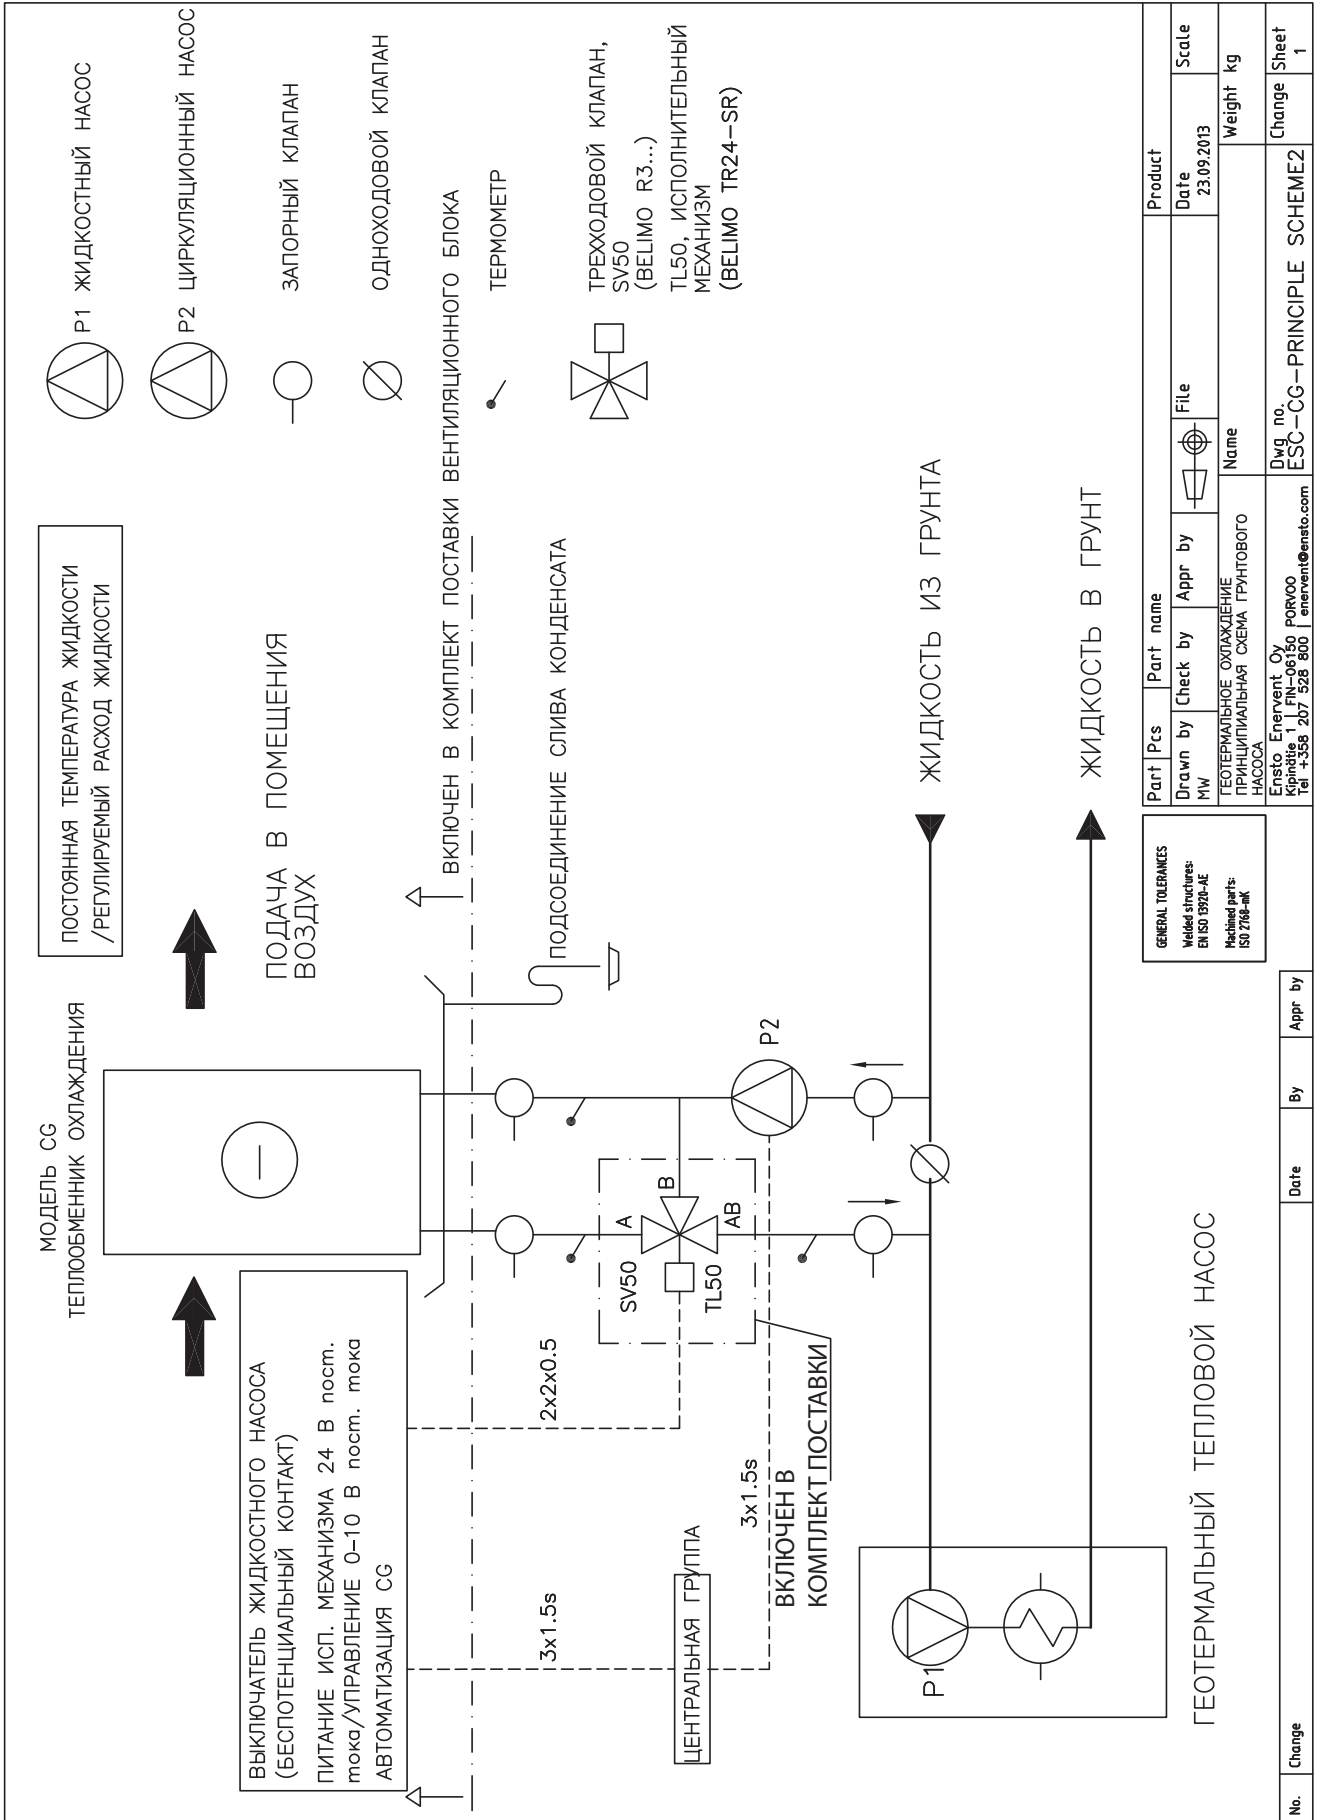 МОДЕЛЬ CG
ТЕПЛООБМЕННИК ОХЛАЖДЕНИЯ
ПОСТОЯННАЯ ТЕМПЕРАТУРА ЖИДКОСТИ
/РЕГУЛИРУЕМЫЙ РАСХОД ЖИДКОСТИ
ПОДАЧА В ПОМЕЩЕНИЯ
ВОЗДУХ
P1 ЖИДКОСТНЫЙ НАСОС
P2 ЦИРКУЛЯЦИОННЫЙ НАСОС
ЗАПОРНЫЙ КЛАПАН
ОДНОХОДОВОЙ КЛАПАН
ВКЛЮЧЕН В КОМПЛЕКТ ПОСТАВКИ ВЕНТИЛЯЦИОННОГО БЛОКА
ТЕРМОМЕТР
ТРЕХХОДОВОЙ КЛАПАН,
SV50
(BELIMO R3...)
TL50, ИСПОЛНИТЕЛЬНЫЙ
МЕХАНИЗМ
(BELIMO TR24-SR)
ВЫКЛЮЧАТЕЛЬ ЖИДКОСТНОГО НАСОСА
(БЕСПОТЕНЦИАЛЬНЫЙ КОНТАКТ)
ПИТАНИЕ ИСП. МЕХАНИЗМА 24 В пост.
тока/УПРАВЛЕНИЕ 0-10 В пост. тока
АВТОМАТИЗАЦИЯ CG
ПОДСОЕДИНЕНИЕ СЛИВА КОНДЕНСАТА
3x1.5s
2x2x0.5
SV50
A
B
TL50
AB
P2
ЦЕНТРАЛЬНАЯ ГРУППА
3x1.5s
ВКЛЮЧЕН В
КОМПЛЕКТ ПОСТАВКИ
P1
ЖИДКОСТЬ ИЗ ГРУНТА
ЖИДКОСТЬ В ГРУНТ
ГЕОТЕРМАЛЬНЫЙ ТЕПЛОВОЙ НАСОС
GENERAL TOLERANCES
Welded structures:
EN ISO 13920-AE
Machined parts:
ISO 2768-mK
Part Pcs Part name Product
Drawn by Check by Appr by File Date Scale
MW 23.09.2013
ГЕОТЕРМАЛЬНОЕ ОХЛАЖДЕНИЕ
ПРИНЦИПИАЛЬНАЯ СХЕМА ГРУНТОВОГО
НАСОСА
Name Weight kg
Ensto Enervent Oy
Kipinätie 1 | FIN-06150 PORVOO
Tel +358 207 528 800 | enervent@ensto.com
Dwg no. Change Sheet
ESC-CG-PRINCIPLE SCHEME2 1
No. Change Date By Appr by